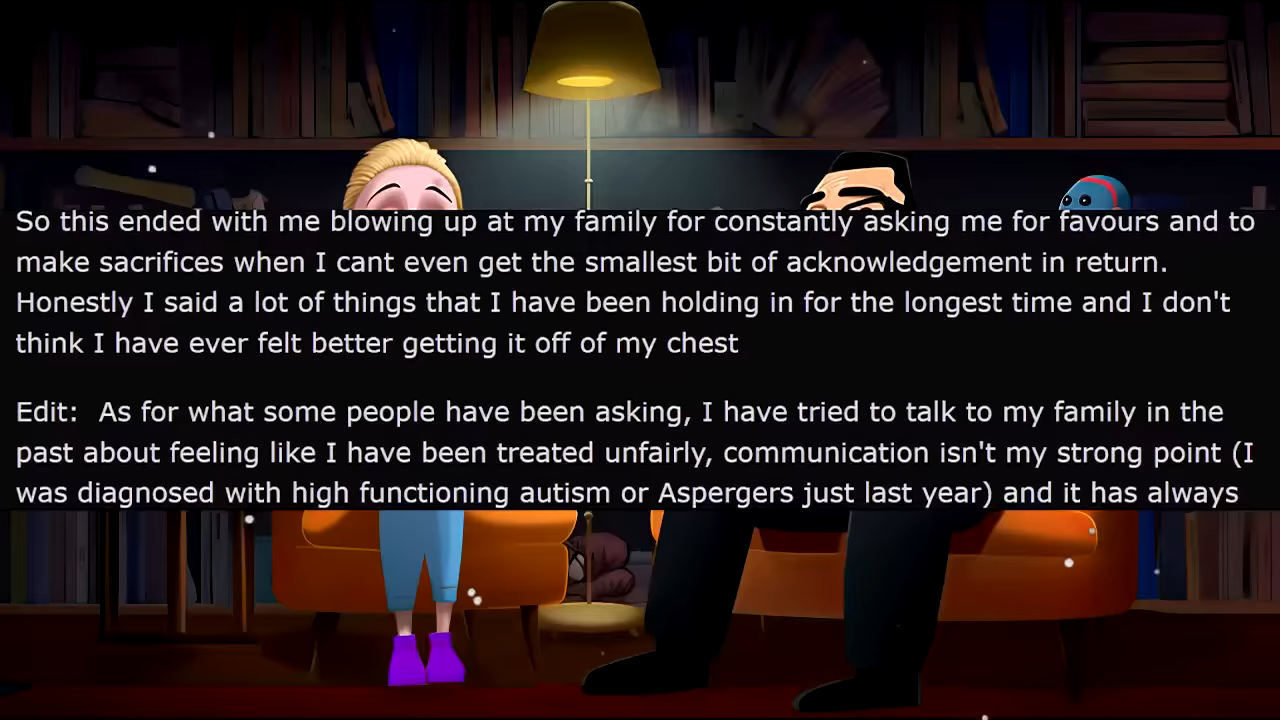 So this ended with me blowing up at my family for constantly asking me for favours and to
make sacrifices when I cant even get the smallest bit of acknowledgement in return.
Honestly I said a lot of things that I have been holding in for the longest time and I don't
think I have ever felt better getting it off of my chest
Edit:  As for what some people have been asking, I have tried to talk to my family in the
past about feeling like I have been treated unfairly, communication isn't my strong point (I
was diagnosed with high functioning autism or Aspergers just last year) and it has always